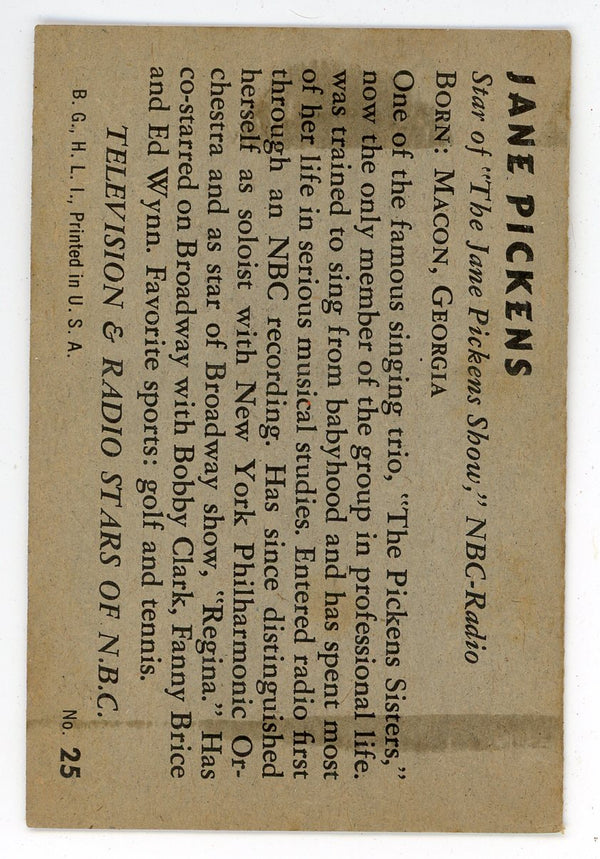 JANE PICKENS
Star of "The Jane Pickens Show," NBC-Radio
BORN: MACON, GEORGIA
One of the famous singing trio, "The Pickens Sisters,"
now the only member of the group in professional life.
was trained to sing from babyhood and has spent most
of her life in serious musical studies. Entered radio first
through an NBC recording. Has since distinguished
herself as soloist with New York Philharmonic Or-
chestra and as star of Broadway show, "Regina." Has
co-starred on Broadway with Bobby Clark, Fanny Brice
and Ed Wynn. Favorite sports: golf and tennis.
TELEVISION & RADIO STARS OF N.B.C.
B. G., H. L. I., Printed in U. S. A.
No. 25